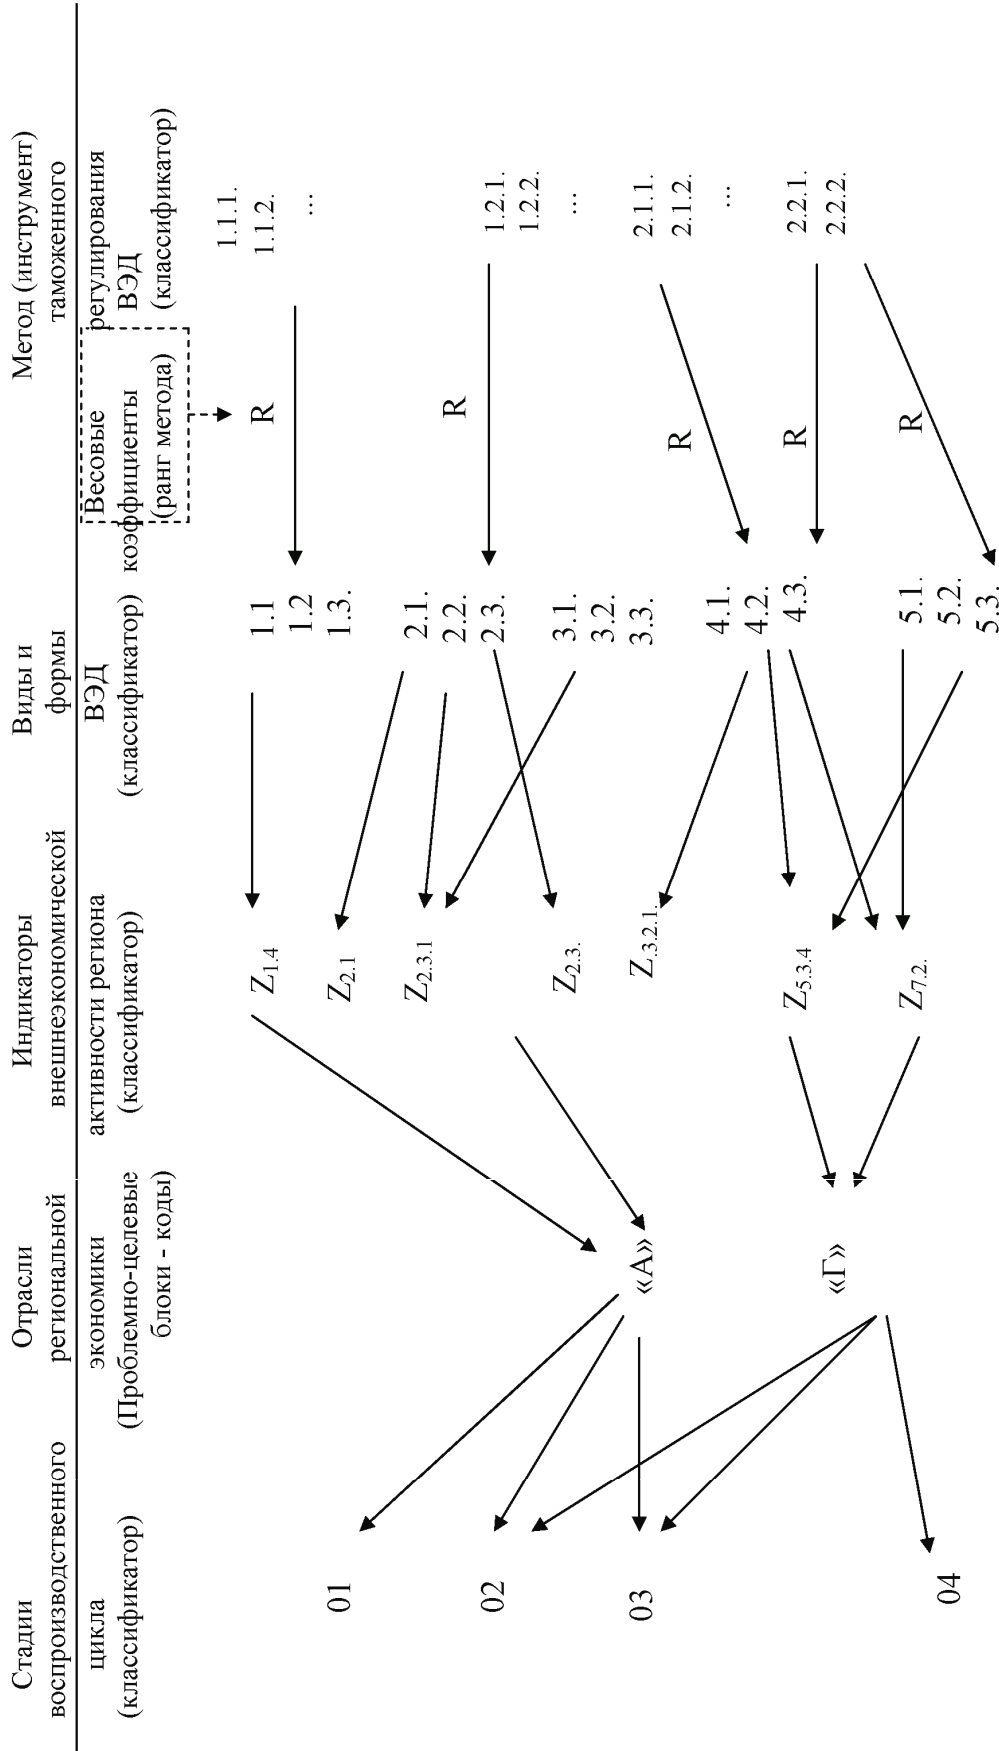 Стадии
воспроизводственного
цикла
(классификатор)
Отрасли
региональной
экономики
(Проблемно-целевые
блоки - коды)
Индикаторы
внешнеэкономической
активности региона
(классификатор)
Виды и
формы
ВЭД
(классификатор)
Весовые
коэффициенты
(ранг метода)
Метод (инструмент)
таможенного
регулирования
ВЭД
(классификатор)
01
02
03
04
«А»
«Г»
Z1.4
Z2.1
Z2.3.1
Z2.3.
Z.3.2.1.
Z5.3.4
Z7.2.
1.1
1.2
1.3.
2.1.
2.2.
2.3.
3.1.
3.2.
3.3.
4.1.
4.2.
4.3.
5.1.
5.2.
5.3.
R
R
R
R
R
1.1.1.
1.1.2.
...
1.2.1.
1.2.2.
...
2.1.1.
2.1.2.
...
2.2.1.
2.2.2.